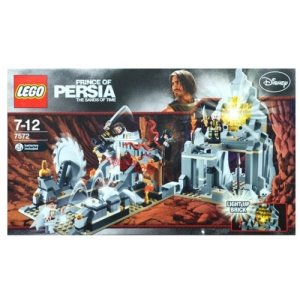 LEGO
PRINCE OF
PERSIA
THE SANDS OF TIME
Disney
7-12
7572
LIGHT UP
BRICK